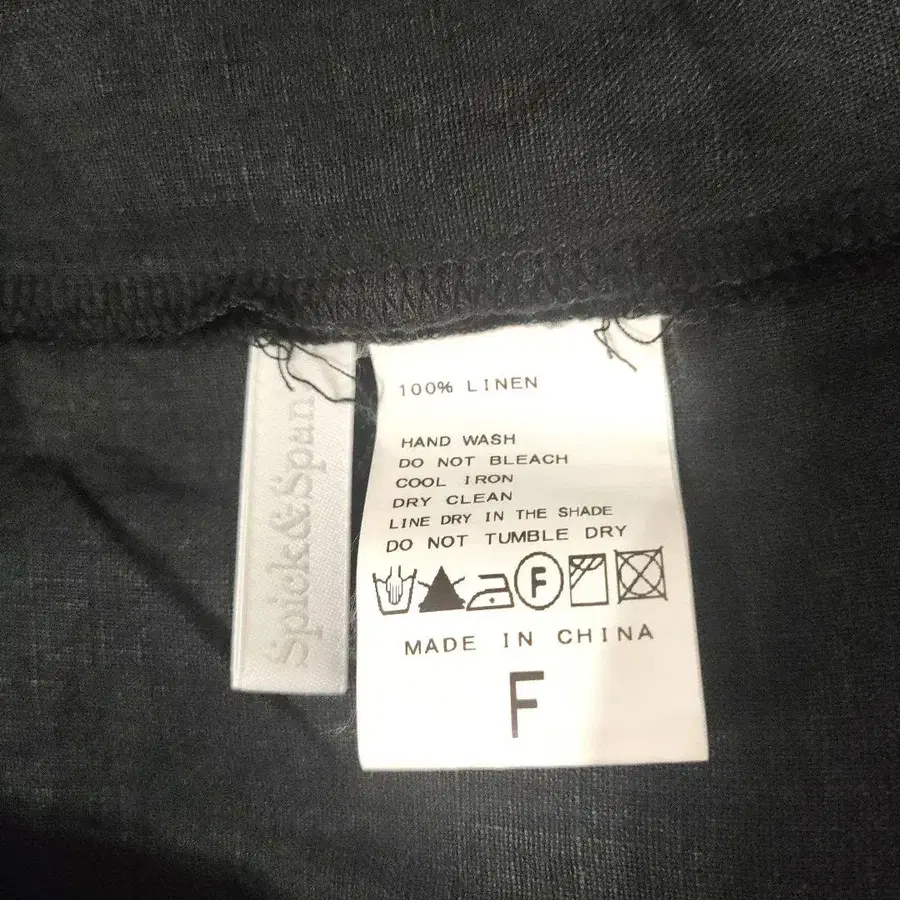 Spick&Span
100% LINEN
HAND WASH
DO NOT BLEACH
COOL IRON
DRY CLEAN
LINE DRY IN THE SHADE
DO NOT TUMBLE DRY
F
MADE IN CHINA
F